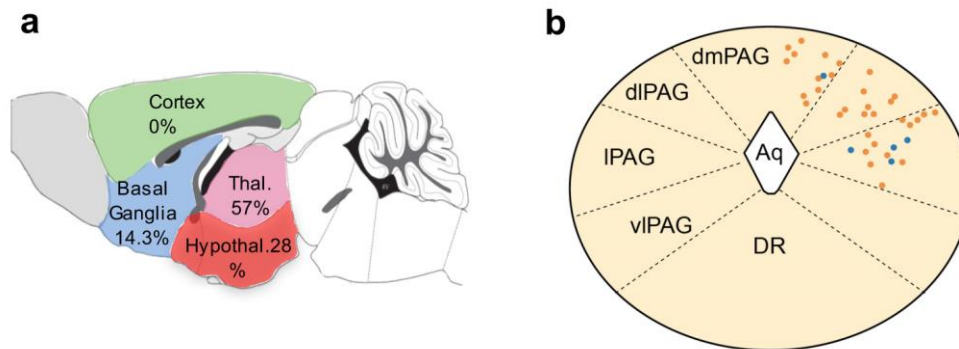 a
Cortex
0%
Basal
Ganglia
14.3%
Thal.
57%
Hypothal.28
%
b
dmPAG
dlPAG
lPAG
vlPAG
Aq
DR